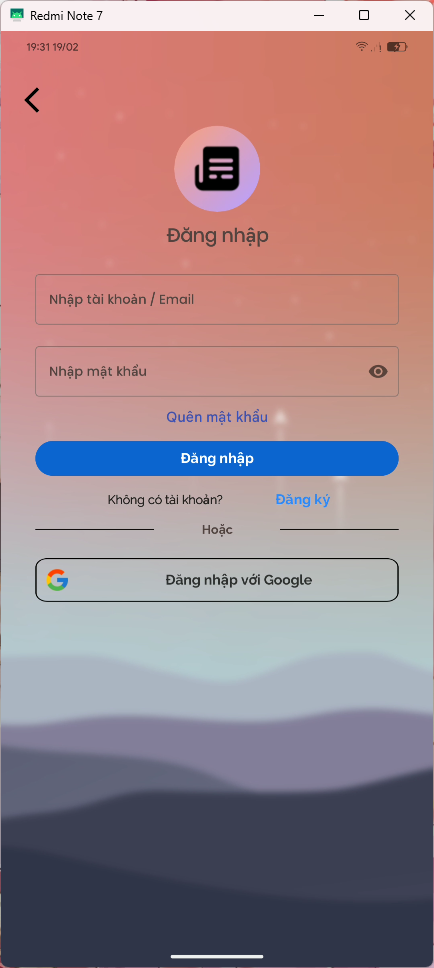 Redmi Note 7
19:31 19/02
Đăng nhập
Nhập tài khoản / Email
Nhập mật khẩu
Quên mật khẩu
Đăng nhập
Không có tài khoản? Đăng ký
Hoặc
Đăng nhập với Google